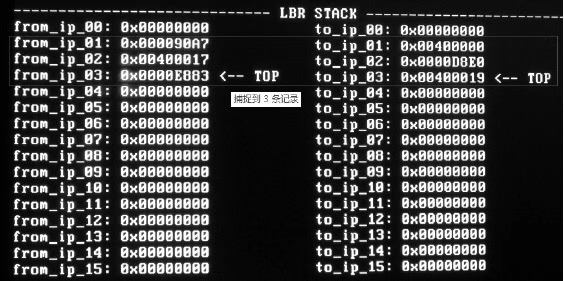 ------------------------------ LBR STACK ------------------------------
from_ip_00: 0x00000000 to_ip_00: 0x00000000
from_ip_01: 0x000090A7 to_ip_01: 0x00400000
from_ip_02: 0x00400017 to_ip_02: 0x0000D8E0
from_ip_03: 0x0000E883 <-- TOP to_ip_03: 0x00400019 <-- TOP
from_ip_04: 0x00000000 to_ip_04: 0x00000000
捕捉到 3 条记录
from_ip_05: 0x00000000 to_ip_05: 0x00000000
from_ip_06: 0x00000000 to_ip_06: 0x00000000
from_ip_07: 0x00000000 to_ip_07: 0x00000000
from_ip_08: 0x00000000 to_ip_08: 0x00000000
from_ip_09: 0x00000000 to_ip_09: 0x00000000
from_ip_10: 0x00000000 to_ip_10: 0x00000000
from_ip_11: 0x00000000 to_ip_11: 0x00000000
from_ip_12: 0x00000000 to_ip_12: 0x00000000
from_ip_13: 0x00000000 to_ip_13: 0x00000000
from_ip_14: 0x00000000 to_ip_14: 0x00000000
from_ip_15: 0x00000000 to_ip_15: 0x00000000